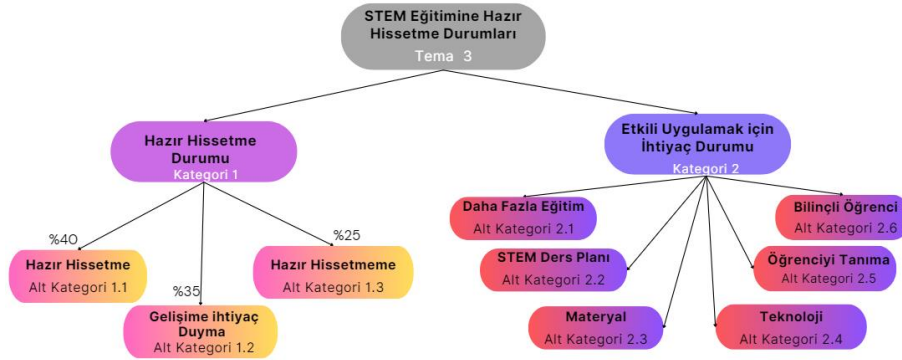 STEM Eğitimine Hazır
Hissetme Durumları
Tema 3
Hazır Hissetme
Durumu
Kategori 1
Etkili Uygulamak için
İhtiyaç Durumu
Kategori 2
%40
Hazır Hissetme
Alt Kategori 1.1
%35
Gelişime ihtiyaç
Duyma
Alt Kategori 1.2
%25
Hazır Hissetmeme
Alt Kategori 1.3
Daha Fazla Eğitim
Alt Kategori 2.1
STEM Ders Planı
Alt Kategori 2.2
Materyal
Alt Kategori 2.3
Teknoloji
Alt Kategori 2.4
Öğrenciyi Tanıma
Alt Kategori 2.5
Bilinçli Öğrenci
Alt Kategori 2.6